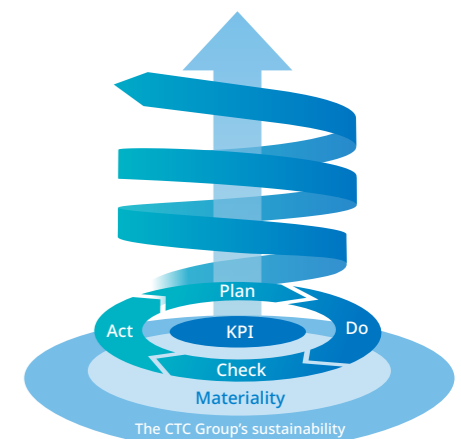 Plan
Act
KPI
Do
Check
Materiality
The CTC Group's sustainability